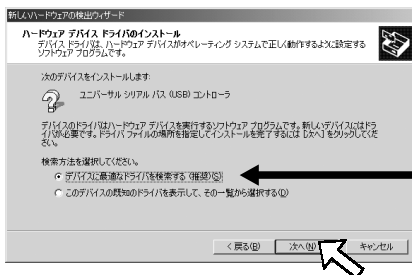 新しいハードウェアの検出ウィザード
ハードウェア デバイス ドライバのインストール
デバイス ドライバは、ハードウェア デバイスがオペレーティング システムで正しく動作するように設定する
ソフトウェア プログラムです。
次のデバイスをインストールします:
ユニバーサル シリアル バス (USB) コントローラ
デバイスのドライバはハードウェア デバイスを実行するソフトウェア プログラムです。新しいデバイスにはドラ
イバが必要です。ドライバ ファイルの場所を指定してインストールを完了するには [次へ] をクリックしてくだ
さい。
検索方法を選択してください。
デバイスに最適なドライバを検索する (推奨)(S)
このデバイスの既知のドライバを表示して、その一覧から選択する(D)
< 戻る(B)
次へ(N)
キャンセル